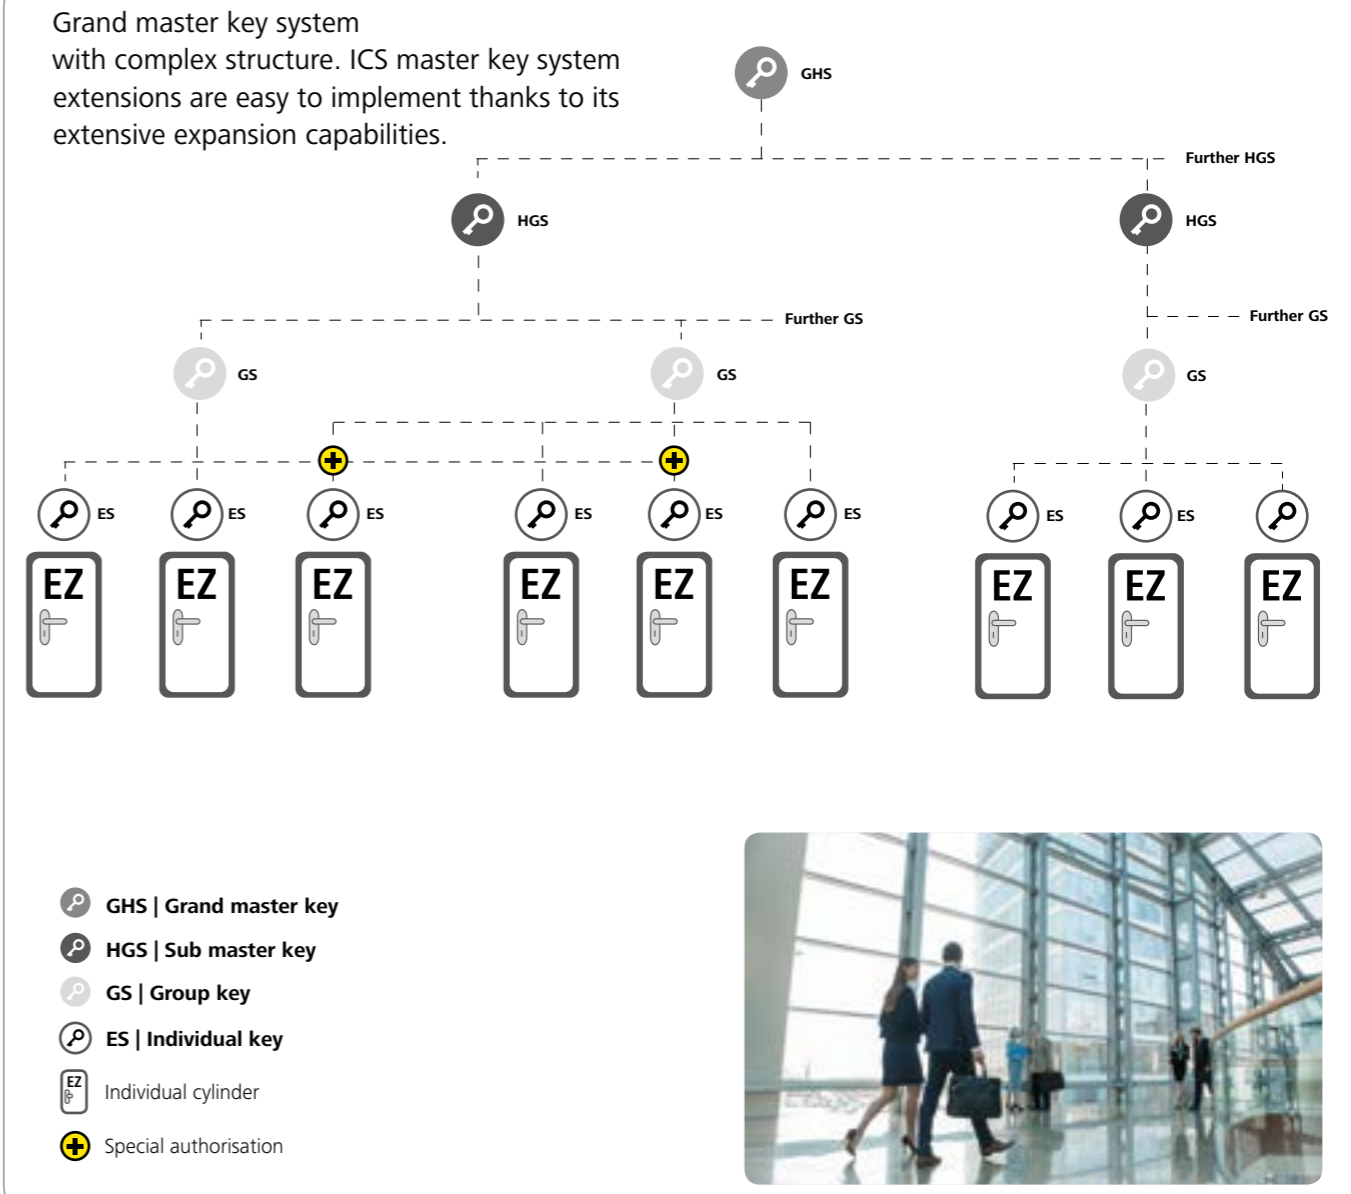 Grand master key system
with complex structure. ICS master key system
extensions are easy to implement thanks to its
extensive expansion capabilities.
GHS
Further HGS
HGS
HGS
Further GS
Further GS
GS
GS
GS
ES
ES
ES
ES
ES
ES
ES
ES
EZ
EZ
EZ
EZ
EZ
EZ
EZ
EZ
EZ
GHS | Grand master key
HGS | Sub master key
GS | Group key
ES | Individual key
EZ
Individual cylinder
Special authorisation